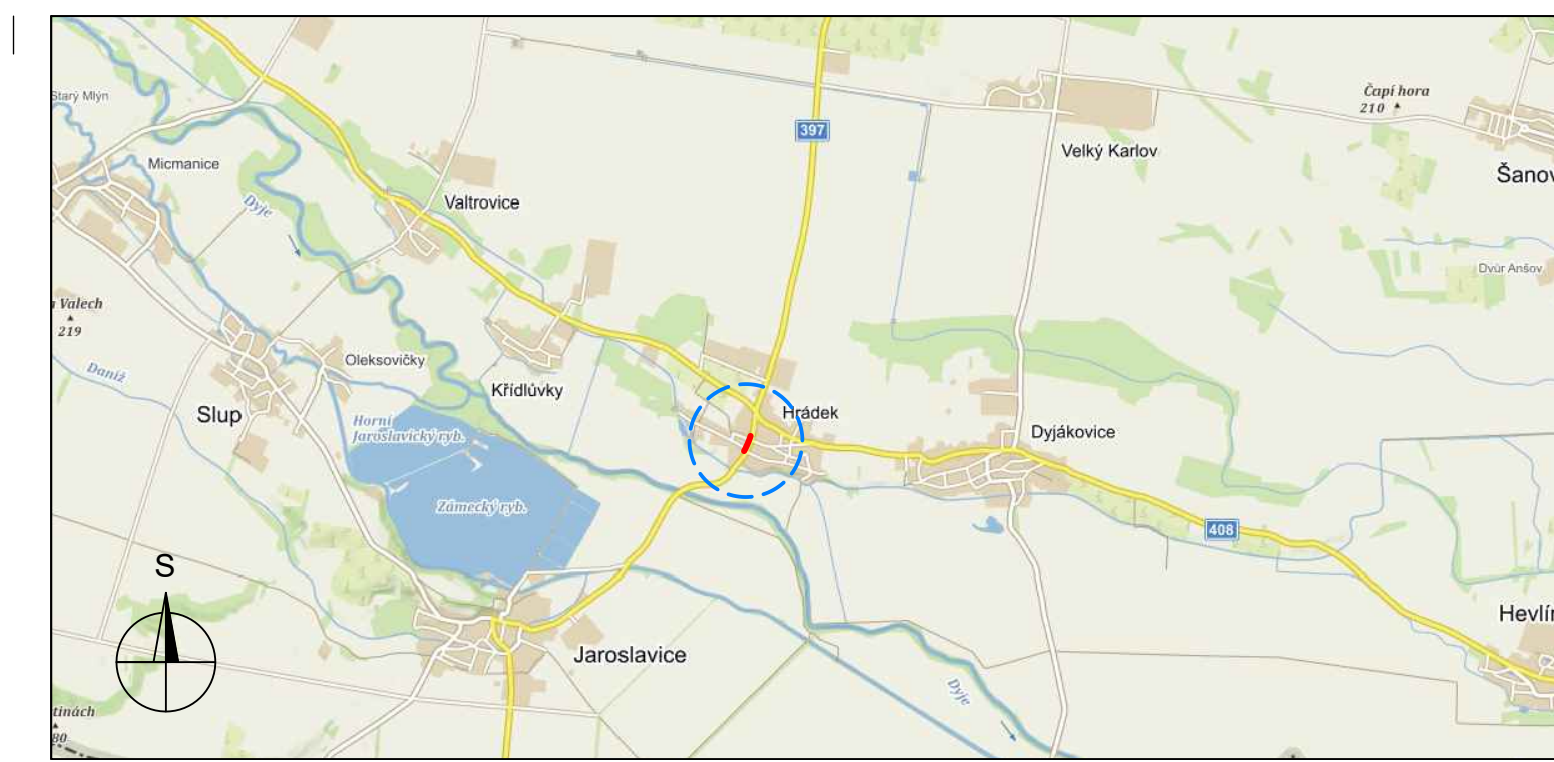 Starý Mlýn
Čapí hora
210
397
Micmanice
Velký Karlov
Šanov
Valtrovice
Dyje
Dvůr Anšov
Valech
219
Oleksovičky
Daníž
Křídlůvky
Slup
Hrádek
Horní
Jaroslavický ryb.
Dyjákovice
Zámecký ryb.
408
S
Hevlín
Jaroslavice
Dyje
tinách
80